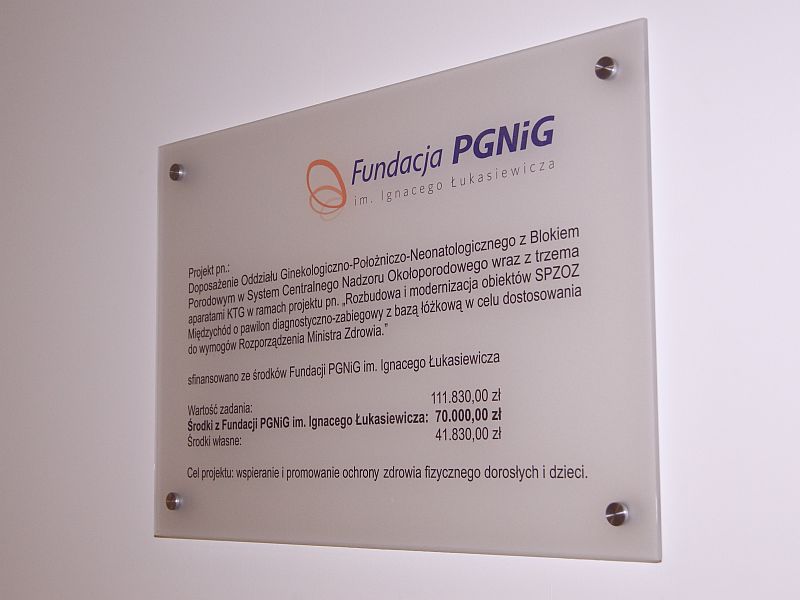 Fundacja PGNiG
im. Ignacego Łukasiewicza
Projekt pn.:
Doposażenie Oddziału Ginekologiczno-Położniczo-Neonatologicznego z Blokiem
Porodowym w System Centralnego Nadzoru Okołoporodowego wraz z trzema
aparatami KTG w ramach projektu pn. „Rozbudowa i modernizacja obiektów SPZOZ
Międzychód o pawilon diagnostyczno-zabiegowy z bazą łóżkową w celu dostosowania
do wymogów Rozporządzenia Ministra Zdrowia.”
sfinansowano ze środków Fundacji PGNiG im. Ignacego Łukasiewicza
Wartość zadania: 111.830,00 zł
Środki z Fundacji PGNiG im. Ignacego Łukasiewicza: 70.000,00 zł
Środki własne: 41.830,00 zł
Cel projektu: wspieranie i promowanie ochrony zdrowia fizycznego dorosłych i dzieci.